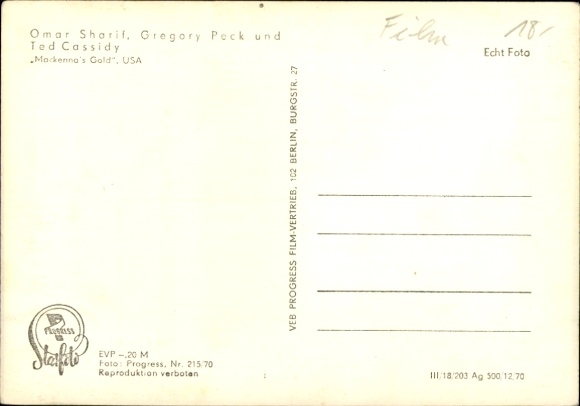 Omar Sharif, Gregory Peck und
Ted Cassidy
„Mackenna's Gold", USA
Film
18,-
Echt Foto
VEB PROGRESS FILM-VERTRIEB, 102 BERLIN, BURGSTR. 27
PROGRESS
Starfoto
EVP –,20 M
Foto: Progress, Nr. 215/70
Reproduktion verboten
III/18/203 Ag 500/12/70